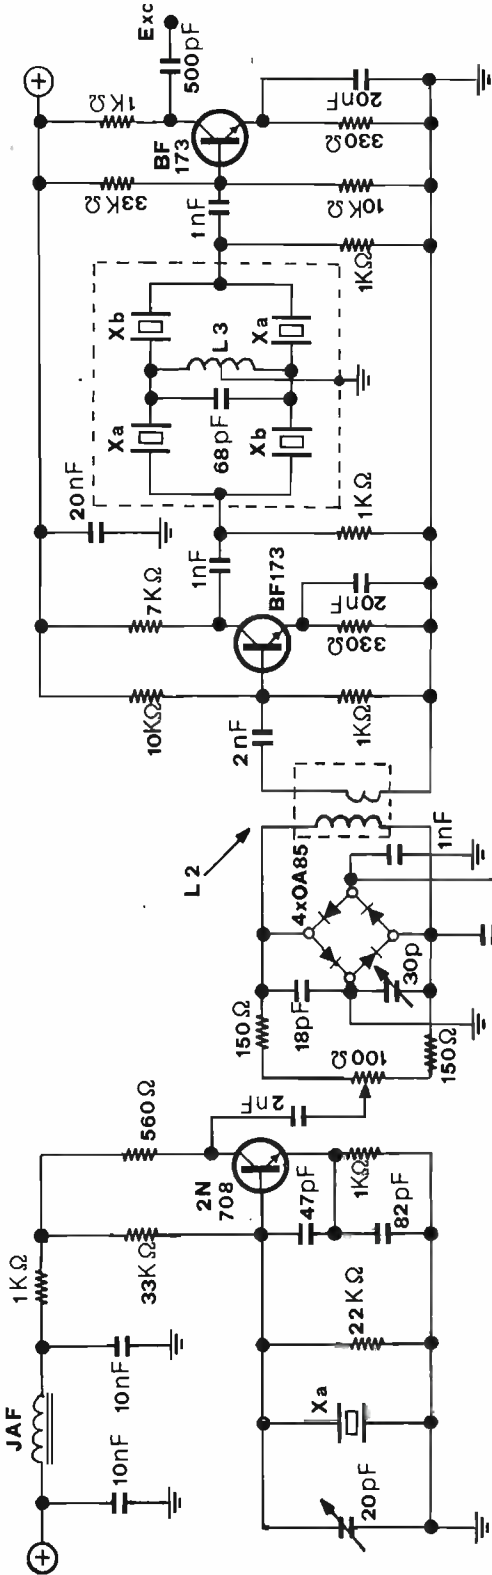 JAF
1KΩ
560Ω
10nF
10nF
33KΩ
2N
708
2nF
47pF
1KΩ
82pF
22KΩ
Xa
20pF
150Ω
18pF
100Ω
150Ω
30p
4xOA85
1nF
L2
2nF
10KΩ
7KΩ
20nF
1nF
BF173
1KΩ
330Ω
20nF
1KΩ
Xa
Xb
68pF
L3
Xb
Xa
1nF
33KΩ
1KΩ
BF
173
500pF
Exc
1KΩ
10KΩ
330Ω
20nF